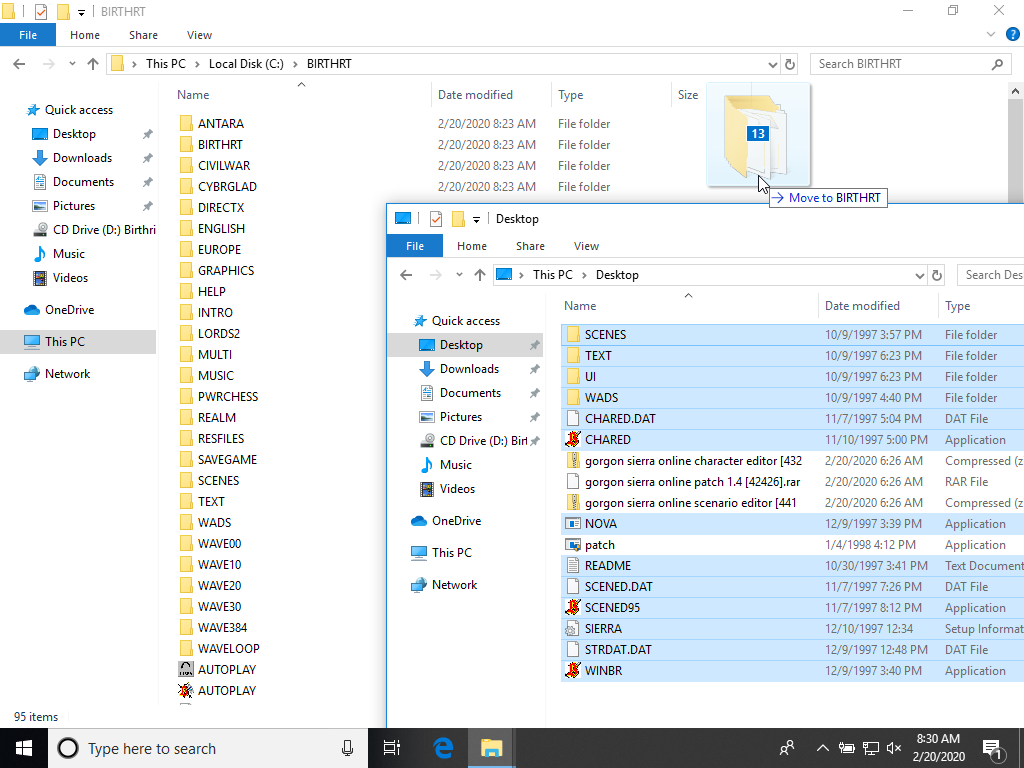 BIRTHRT
File Home Share View
This PC > Local Disk (C:) > BIRTHRT
Search BIRTHRT
Name Date modified Type Size
Quick access
Desktop
Downloads
Documents
Pictures
CD Drive (D:) Birthri
Music
Videos
OneDrive
This PC
Network
ANTARA 2/20/2020 8:23 AM File folder
BIRTHRT 2/20/2020 8:23 AM File folder
CIVILWAR 2/20/2020 8:23 AM File folder
CYBRGLAD 2/20/2020 8:23 AM File folder
DIRECTX
ENGLISH
EUROPE
GRAPHICS
HELP
INTRO
LORDS2
MULTI
MUSIC
PWRCHESS
REALM
RESFILES
SAVEGAME
SCENES
TEXT
WADS
WAVE00
WAVE10
WAVE20
WAVE30
WAVE384
WAVELOOP
AUTOPLAY
AUTOPLAY
95 items
13
Move to BIRTHRT
Desktop
File Home Share View
This PC > Desktop
Search Des
Name Date modified Type
Quick access
Desktop
Downloads
Documents
Pictures
CD Drive (D:) Birt
Music
Videos
OneDrive
This PC
Network
SCENES 10/9/1997 3:57 PM File folder
TEXT 10/9/1997 6:23 PM File folder
UI 10/9/1997 6:23 PM File folder
WADS 10/9/1997 4:40 PM File folder
CHARED.DAT 11/7/1997 5:04 PM DAT File
CHARED 11/10/1997 5:00 PM Application
gorgon sierra online character editor [432 2/20/2020 6:26 AM Compressed (z
gorgon sierra online patch 1.4 [42426].rar 2/20/2020 6:26 AM RAR File
gorgon sierra online scenario editor [441 2/20/2020 6:26 AM Compressed (z
NOVA 12/9/1997 3:39 PM Application
patch 1/4/1998 4:12 PM Application
README 10/30/1997 3:41 PM Text Document
SCENED.DAT 11/7/1997 7:26 PM DAT File
SCENED95 11/7/1997 8:12 PM Application
SIERRA 12/10/1997 12:34 Setup Informat
STRDAT.DAT 12/9/1997 12:48 PM DAT File
WINBR 12/9/1997 3:40 PM Application
Type here to search
8:30 AM
2/20/2020
1